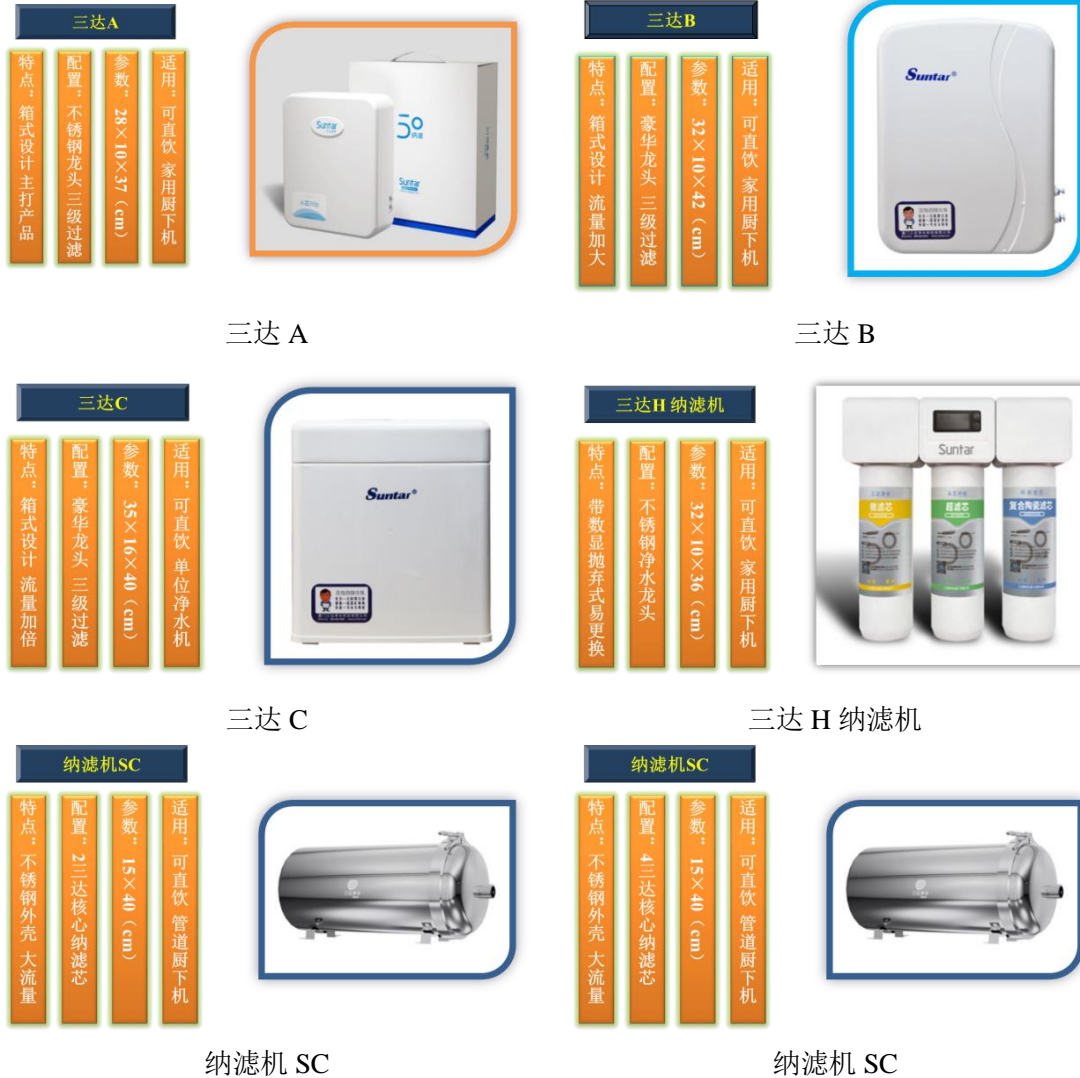 三达A
特点：箱式设计 主打产品
配置：不锈钢龙头 三级过滤
参数：28×10×37（cm）
适用：可直饮 家用厨下机
Suntar
Suntar
三达 A
三达B
特点：箱式设计 流量加大
配置：豪华龙头 三级过滤
参数：32×10×42（cm）
适用：可直饮 家用厨下机
Suntar®
三达 B
三达C
特点：箱式设计 流量加倍
配置：豪华龙头 三级过滤
参数：35×16×40（cm）
适用：可直饮 单位净水机
Suntar®
三达 C
三达H 纳滤机
特点：带数显抛弃式易更换
配置：不锈钢净水龙头
参数：32×10×36（cm）
适用：可直饮 家用厨下机
Suntar
超滤芯
复合陶瓷滤芯
三达 H 纳滤机
纳滤机SC
特点：不锈钢外壳 大流量
配置：2三达核心纳滤芯
参数：15×40（cm）
适用：可直饮 管道厨下机
纳滤机 SC
纳滤机SC
特点：不锈钢外壳 大流量
配置：4三达核心纳滤芯
参数：15×40（cm）
适用：可直饮 管道厨下机
纳滤机 SC